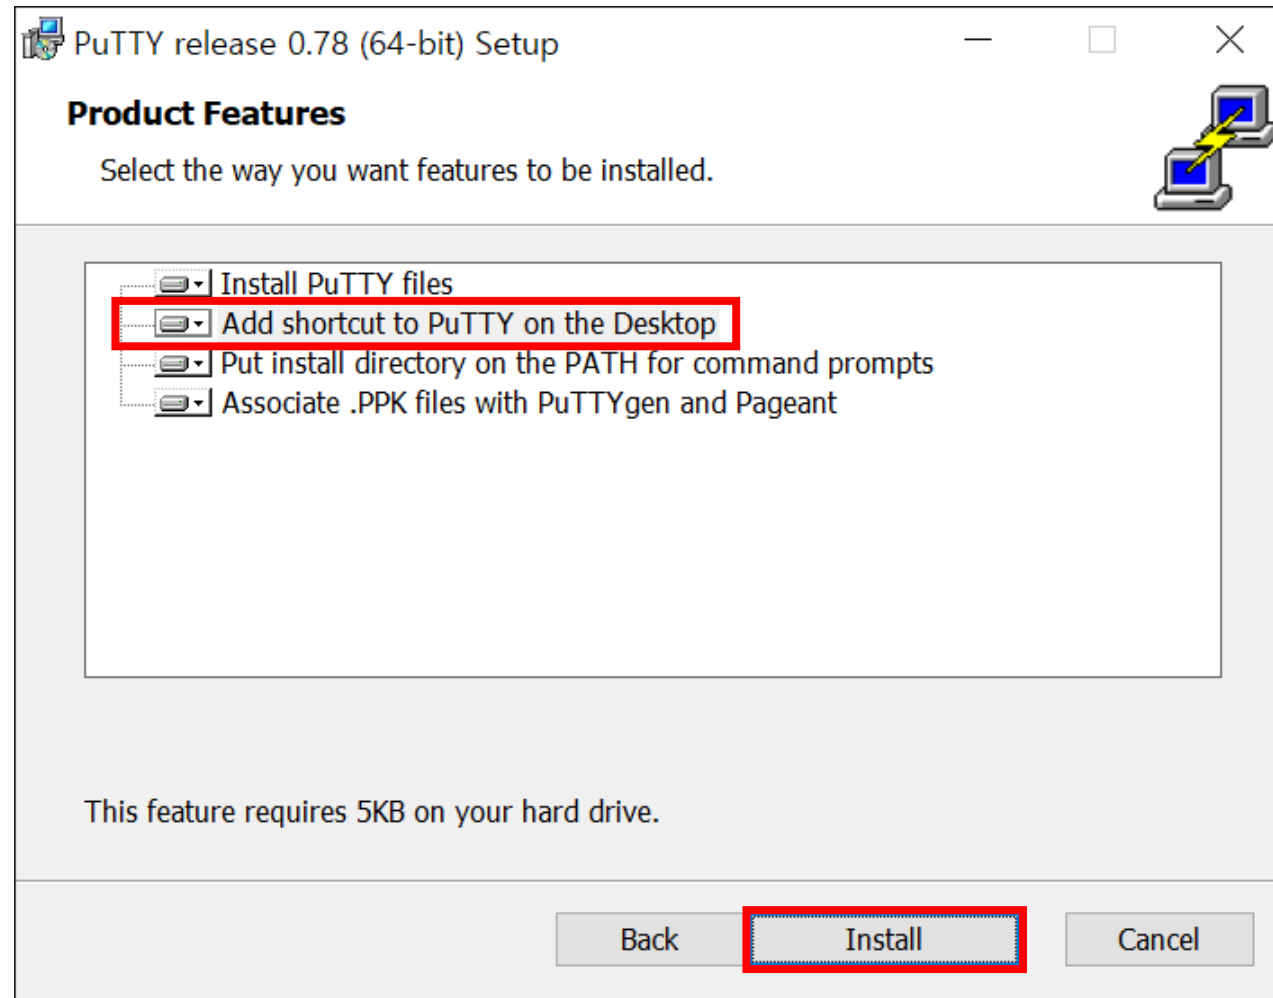 PuTTY release 0.78 (64-bit) Setup
Product Features
Select the way you want features to be installed.
Install PuTTY files
Add shortcut to PuTTY on the Desktop
Put install directory on the PATH for command prompts
Associate .PPK files with PuTTYgen and Pageant
This feature requires 5KB on your hard drive.
Back Install Cancel